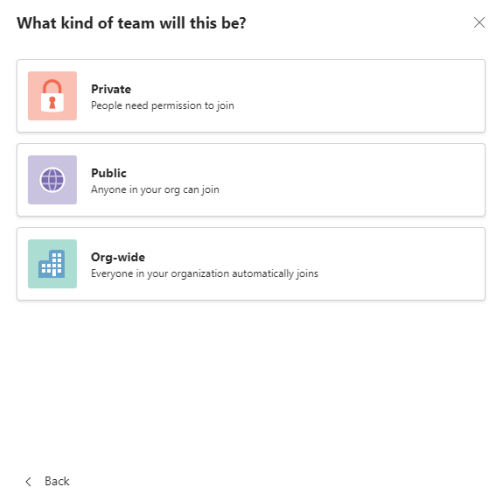 What kind of team will this be?
Private
People need permission to join
Public
Anyone in your org can join
Org-wide
Everyone in your organization automatically joins
Back